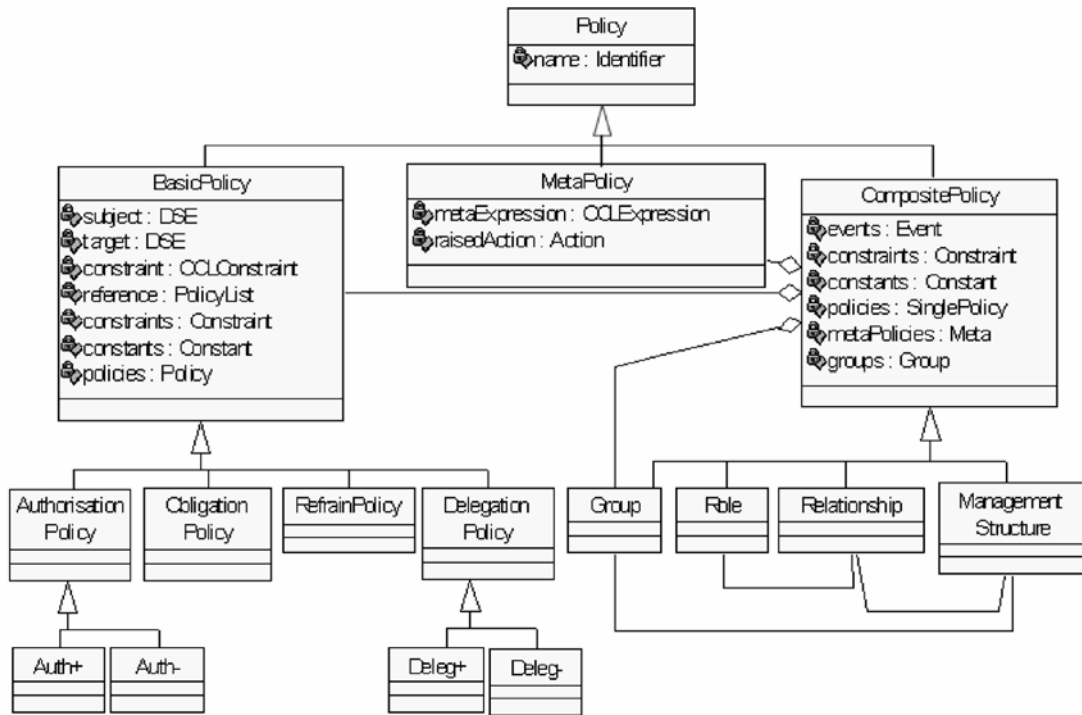 Policy
name : Identifier
BasicPolicy
subject : DSE
target : DSE
constraint : OCLConstraint
reference : PolicyList
constraints : Constraint
constants : Constant
policies : Policy
MetaPolicy
metaExpression : OCLExpression
raisedAction : Action
CompositePolicy
events : Event
constraints : Constraint
constants : Constant
policies : SinglePolicy
metaPolicies : Meta
groups : Group
Authorisation
Policy
Obligation
Policy
RefrainPolicy
Delegation
Policy
Group
Role
Relationship
Management
Structure
Auth+
Auth-
Deleg+
Deleg-